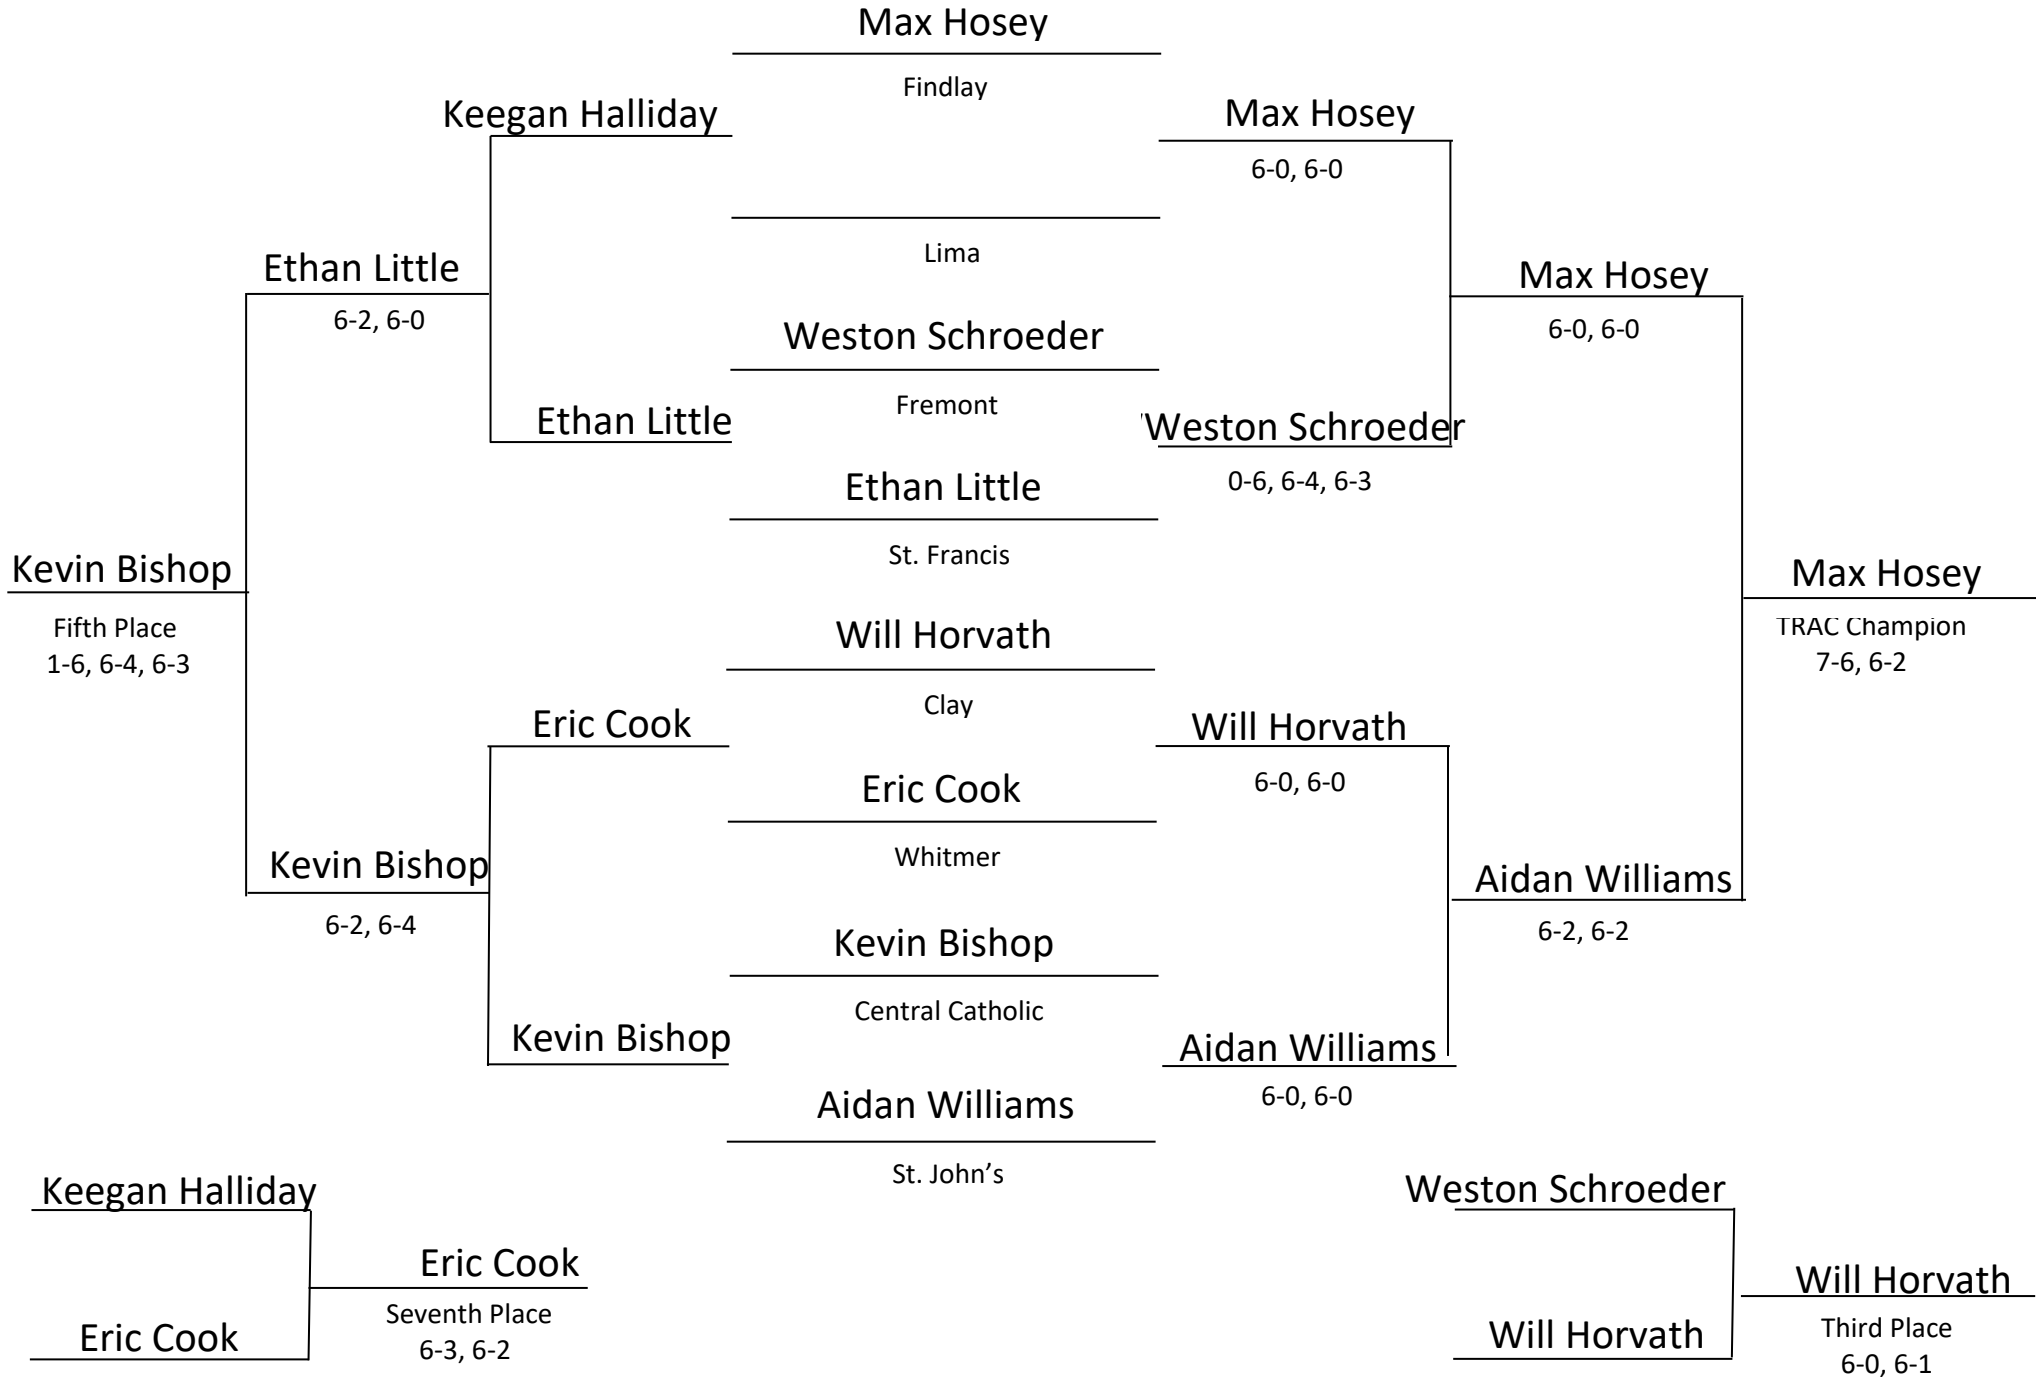 Max Hosey
Findlay
Keegan Halliday
Max Hosey
6-0, 6-0
Lima
Ethan Little
6-2, 6-0
Max Hosey
6-0, 6-0
Weston Schroeder
Fremont
Ethan Little
Weston Schroeder
0-6, 6-4, 6-3
Ethan Little
St. Francis
Kevin Bishop
Fifth Place
1-6, 6-4, 6-3
Max Hosey
TRAC Champion
7-6, 6-2
Will Horvath
Clay
Eric Cook
Will Horvath
6-0, 6-0
Eric Cook
Whitmer
Kevin Bishop
6-2, 6-4
Aidan Williams
6-2, 6-2
Kevin Bishop
Central Catholic
Kevin Bishop
Aidan Williams
6-0, 6-0
Aidan Williams
St. John’s
Keegan Halliday
Eric Cook
Eric Cook
Seventh Place
6-3, 6-2
Weston Schroeder
Will Horvath
Will Horvath
Third Place
6-0, 6-1